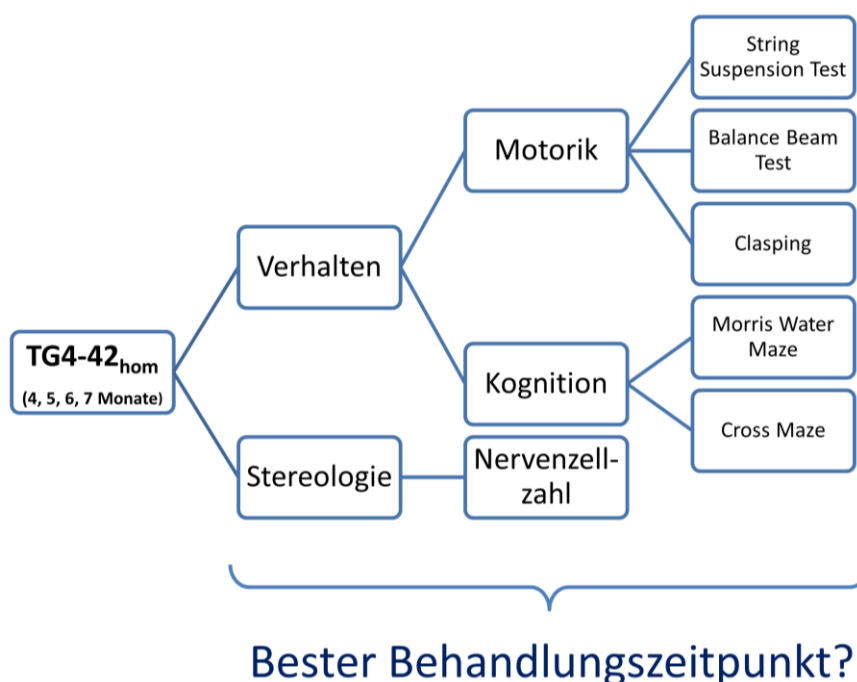 String
Suspension Test
Balance Beam
Test
Clasping
Motorik
Verhalten
Morris Water
Maze
Cross Maze
Kognition
TG4-42hom
(4, 5, 6, 7 Monate)
Stereologie
Nervenzell-
zahl
Bester Behandlungszeitpunkt?